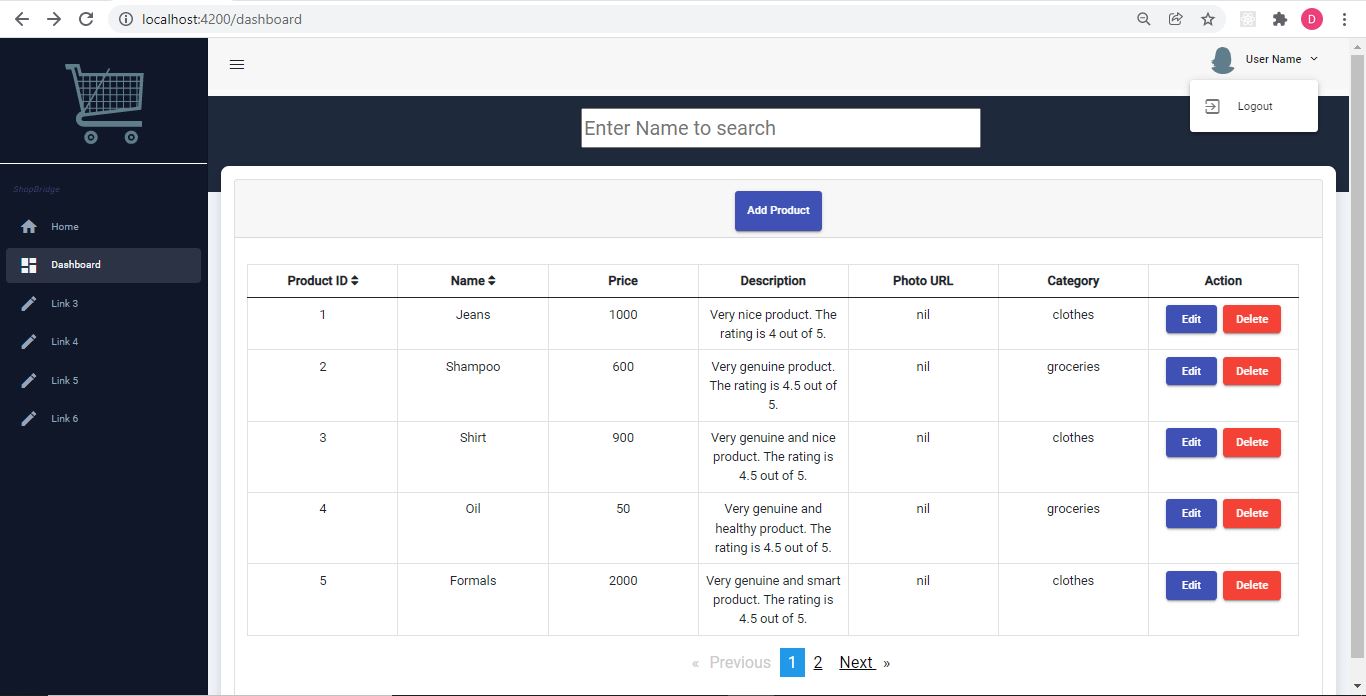 localhost:4200/dashboard
D
User Name
Logout
Enter Name to search
ShopBridge
Home
Dashboard
Link 3
Link 4
Link 5
Link 6
Add Product
Product ID Name Price Description Photo URL Category Action
1 Jeans 1000 Very nice product. The nil clothes Edit Delete
rating is 4 out of 5.
2 Shampoo 600 Very genuine product. nil groceries Edit Delete
The rating is 4.5 out of
5.
3 Shirt 900 Very genuine and nice nil clothes Edit Delete
product. The rating is
4.5 out of 5.
4 Oil 50 Very genuine and nil groceries Edit Delete
healthy product. The
rating is 4.5 out of 5.
5 Formals 2000 Very genuine and smart nil clothes Edit Delete
product. The rating is
4.5 out of 5.
« Previous 1 2 Next »